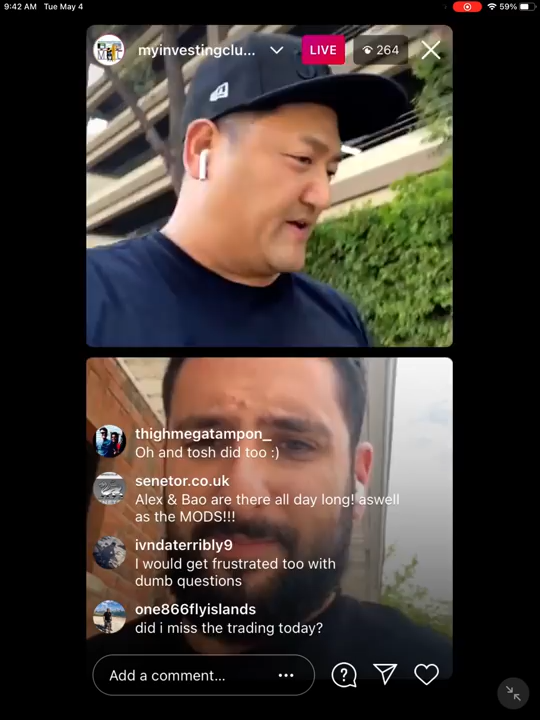 9:42 AM Tue May 4
59%
myinvestingclu...
LIVE
264
thighmegatampon_
Oh and tosh did too :)
senetor.co.uk
Alex & Bao are there all day long! aswell
as the MODS!!!
ivndaterribly9
I would get frustrated too with
dumb questions
one866flyislands
did i miss the trading today?
Add a comment...